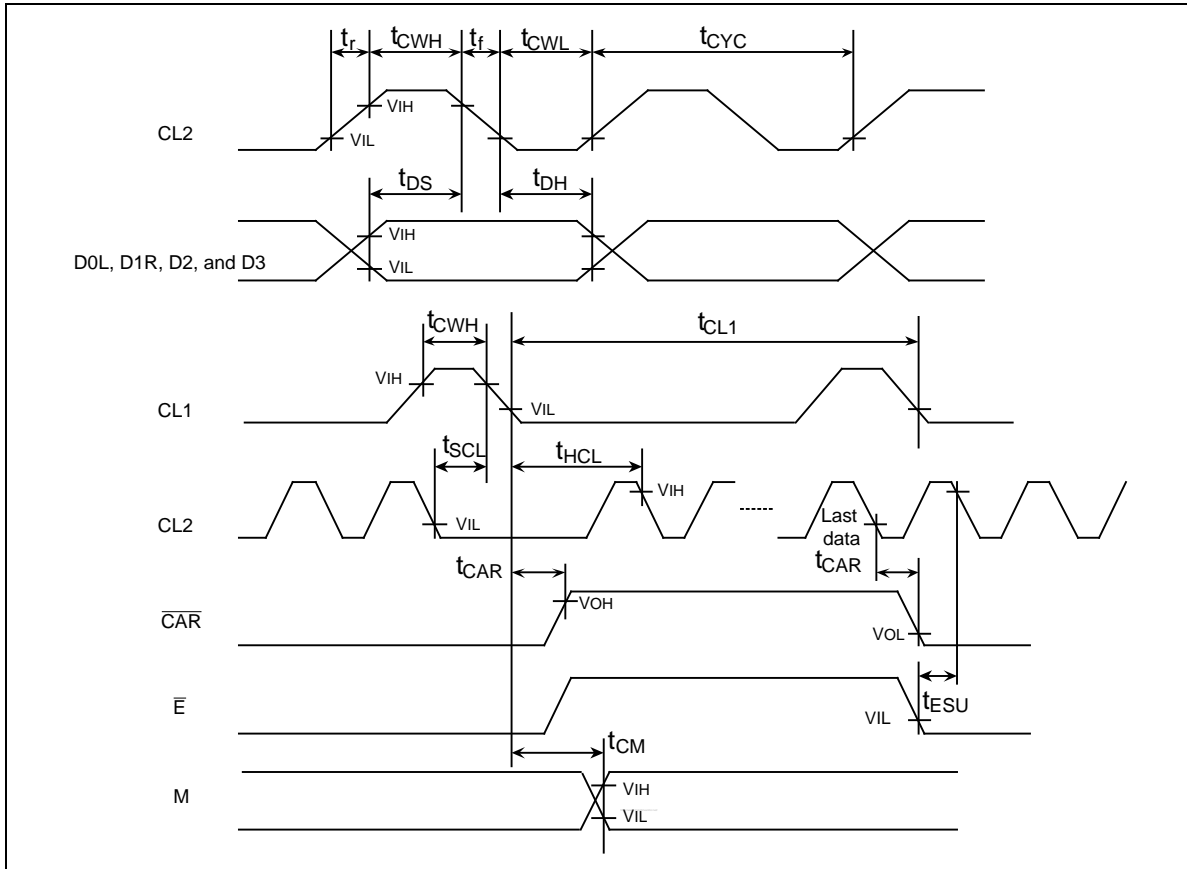 tr tCWH tf tCWL tCYC
VIH
CL2
VIL
tDS tDH
VIH
D0L, D1R, D2, and D3
VIL
tCWH tCL1
VIH
CL1
VIL
tSCL tHCL
VIH
CL2
VIL
Last
data
tCAR tCAR
CAR
VOH
VOL
E
VIL
tESU
tCM
M
VIH
VIL